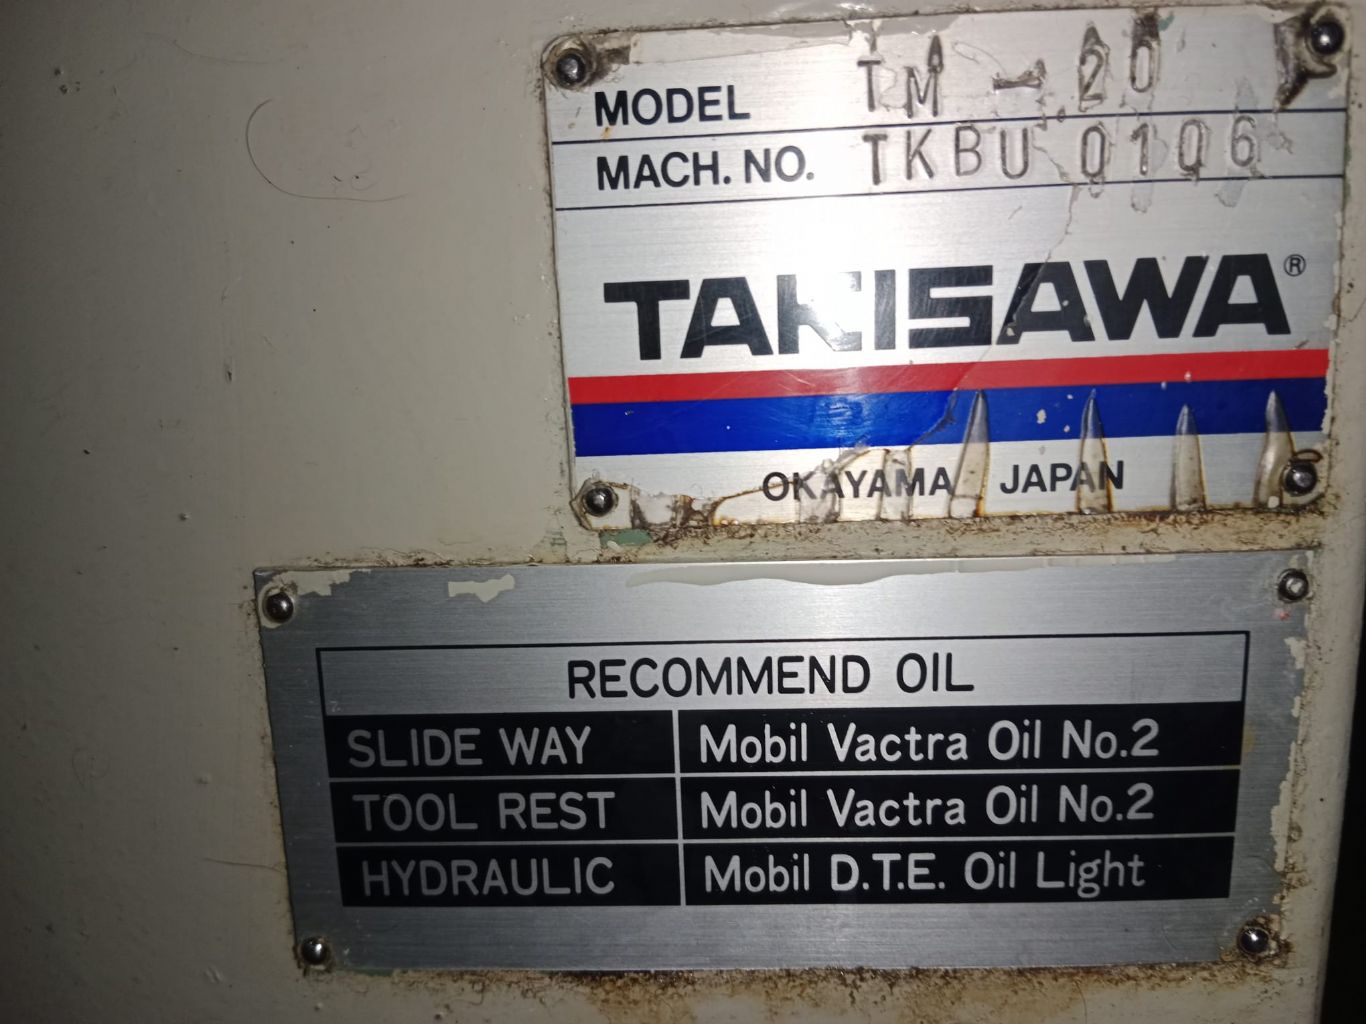 MODEL TM-20
MACH. NO. TKBU 0106
TAKISAWA®
OKAYAMA JAPAN
RECOMMEND OIL
SLIDE WAY Mobil Vactra Oil No.2
TOOL REST Mobil Vactra Oil No.2
HYDRAULIC Mobil D.T.E. Oil Light